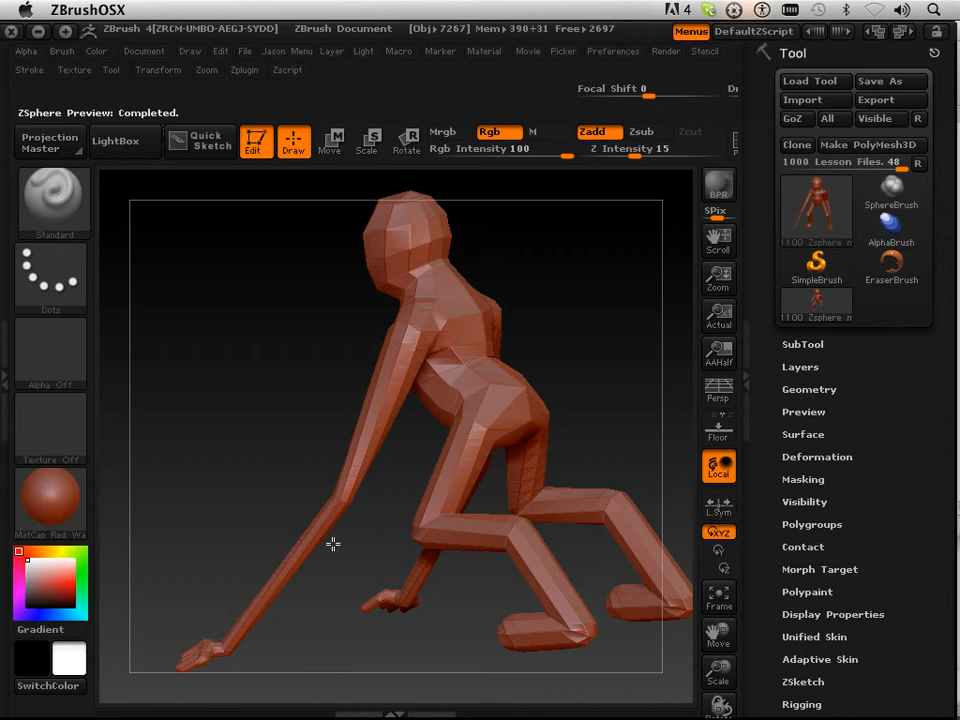 ZBrushOSX
4
ZBrush 4[ZRCM-UMBO-AEGJ-SYDD] ZBrush Document [Obj▸ 7267] Mem▸ 390+31 Free▸ 2697 Menus DefaultZScript
Alpha Brush Color Document Draw Edit File Jason Menu Layer Light Macro Marker Material Movie Picker Preferences Render Stencil
Stroke Texture Tool Transform Zoom Zplugin Zscript
Tool
Load Tool Save As
Import Export
GoZ All Visible R
Clone Make PolyMesh3D
1000 Lesson Files. 48 R
Focal Shift 0
ZSphere Preview: Completed.
Projection Master
LightBox
Quick Sketch
Edit Draw Move Scale Rotate
Mrgb Rgb M
Rgb Intensity 100
Zadd Zsub Zcut
Z Intensity 15
Standard
Dots
Alpha Off
Texture Off
MatCap Red Wa
Gradient
SwitchColor
BPR
SPix
Scroll
Zoom
Actual
AAHalf
Persp
Floor
Local
L.Sym
XYZ
Frame
Move
Scale
SphereBrush
AlphaBrush
1100 Zsphere m
SimpleBrush
EraserBrush
1100 Zsphere m
SubTool
Layers
Geometry
Preview
Surface
Deformation
Masking
Visibility
Polygroups
Contact
Morph Target
Polypaint
Display Properties
Unified Skin
Adaptive Skin
ZSketch
Rigging